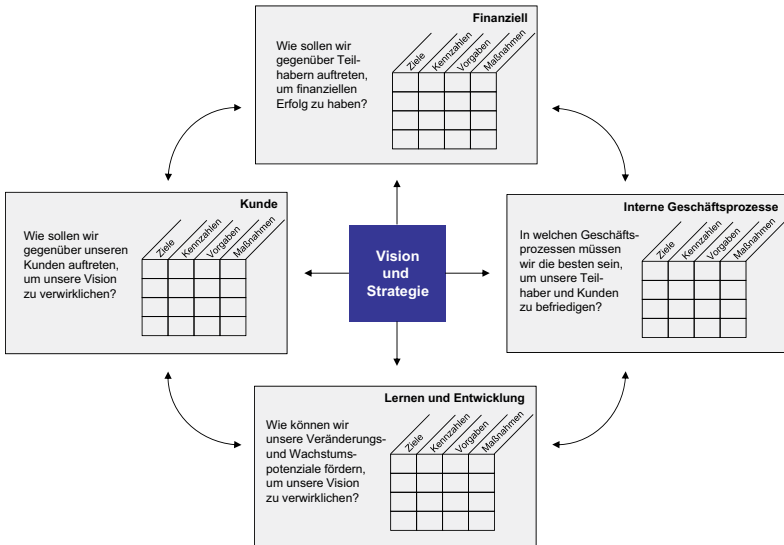 Finanziell
Wie sollen wir
gegenüber Teil-
habern auftreten,
um finanziellen
Erfolg zu haben?
Ziele
Kennzahlen
Vorgaben
Maßnahmen
Kunde
Wie sollen wir
gegenüber unseren
Kunden auftreten,
um unsere Vision
zu verwirklichen?
Ziele
Kennzahlen
Vorgaben
Maßnahmen
Vision
und
Strategie
Interne Geschäftsprozesse
In welchen Geschäfts-
prozessen müssen
wir die besten sein,
um unsere Teil-
haber und Kunden
zu befriedigen?
Ziele
Kennzahlen
Vorgaben
Maßnahmen
Lernen und Entwicklung
Wie können wir
unsere Veränderungs-
und Wachstums-
potenziale fördern,
um unsere Vision
zu verwirklichen?
Ziele
Kennzahlen
Vorgaben
Maßnahmen